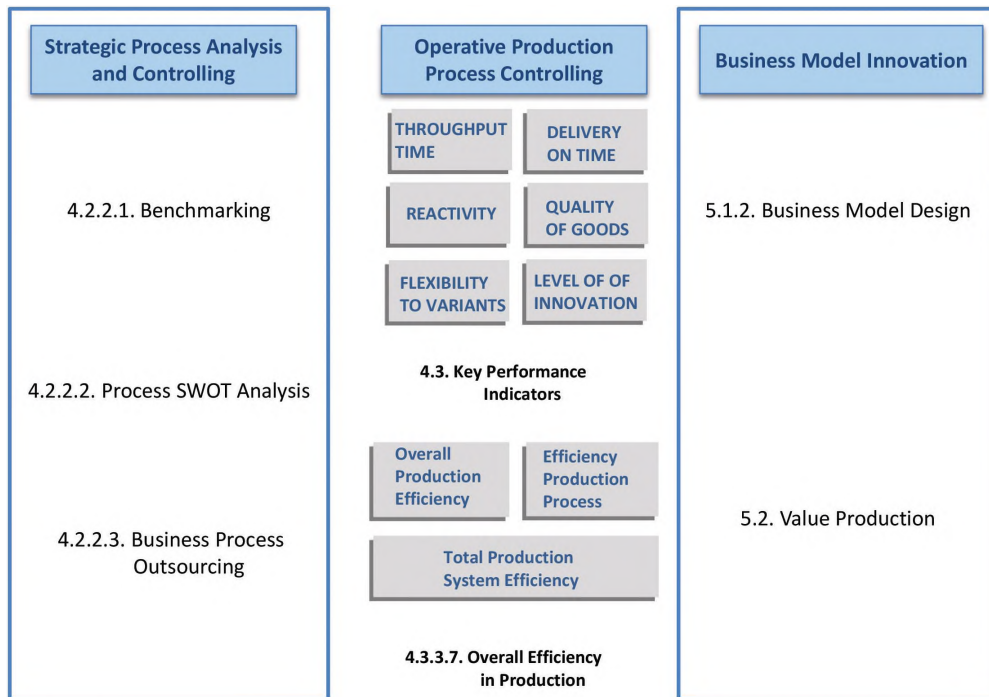 Strategic Process Analysis
and Controlling
4.2.2.1. Benchmarking
4.2.2.2. Process SWOT Analysis
4.2.2.3. Business Process
Outsourcing
Operative Production
Process Controlling
THROUGHPUT
TIME
DELIVERY
ON TIME
REACTIVITY
QUALITY
OF GOODS
FLEXIBILITY
TO VARIANTS
LEVEL OF OF
INNOVATION
4.3. Key Performance
Indicators
Overall
Production
Efficiency
Efficiency
Production
Process
Total Production
System Efficiency
4.3.3.7. Overall Efficiency
in Production
Business Model Innovation
5.1.2. Business Model Design
5.2. Value Production